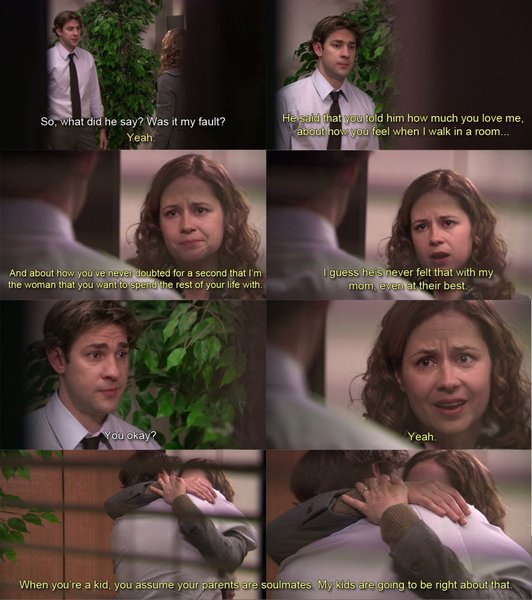 So, what did he say? Was it my fault?
Yeah.
He said that you told him how much you love me,
about how you feel when I walk in a room...
And about how you've never doubted for a second that I'm
the woman that you want to spend the rest of your life with.
I guess he's never felt that with my
mom, even at their best.
You okay?
Yeah.
When you're a kid, you assume your parents are soulmates. My kids are going to be right about that.